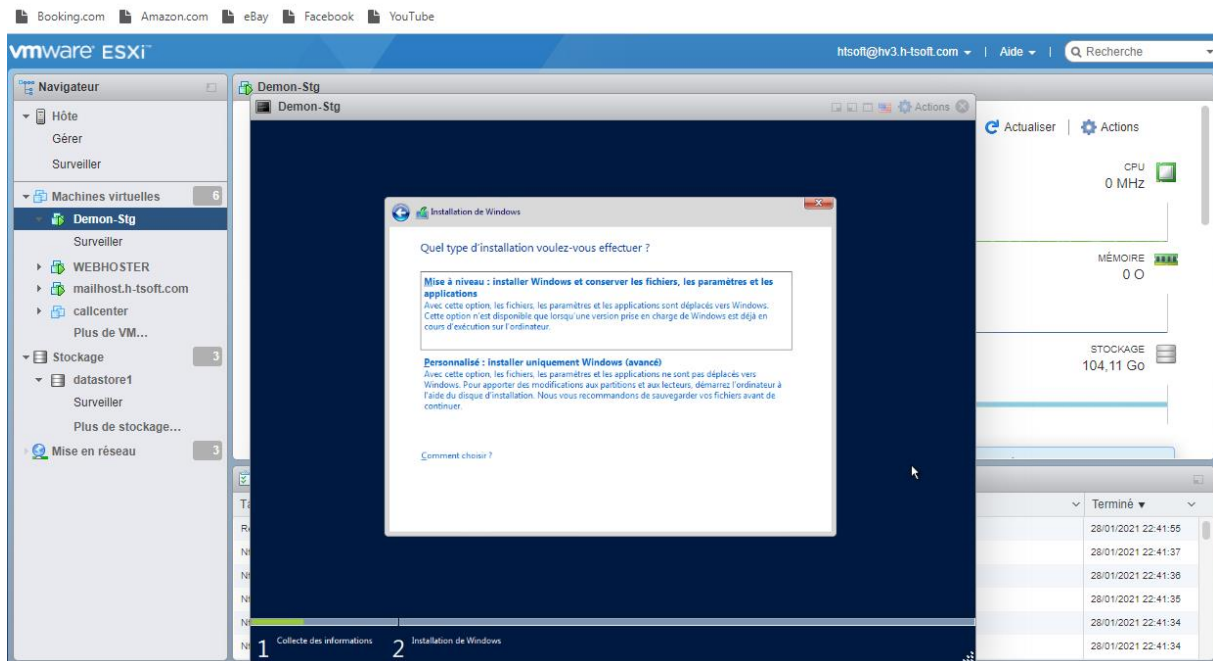 Booking.com Amazon.com eBay Facebook YouTube
vmware ESXi
htsoft@hv3.h-tsoft.com | Aide | Recherche
Navigateur
Hôte
Gérer
Surveiller
Machines virtuelles 6
Demon-Stg
Surveiller
WEBHOSTER
mailhost.h-tsoft.com
callcenter
Plus de VM...
Stockage 3
datastore1
Surveiller
Plus de stockage...
Mise en réseau 3
Demon-Stg
Demon-Stg
Actions
Actualiser | Actions
CPU
0 MHz
MÉMOIRE
0 O
STOCKAGE
104,11 Go
Installation de Windows
Quel type d'installation voulez-vous effectuer ?
Mise à niveau : installer Windows et conserver les fichiers, les paramètres et les
applications
Avec cette option, les fichiers, les paramètres et les applications sont déplacés vers Windows.
Cette option n'est disponible que lorsqu'une version prise en charge de Windows est déjà en
cours d'exécution sur l'ordinateur.
Personnalisé : installer uniquement Windows (avancé)
Avec cette option, les fichiers, les paramètres et les applications ne sont pas déplacés vers
Windows. Pour apporter des modifications aux partitions et aux lecteurs, démarrez l'ordinateur à
l'aide du disque d'installation. Nous vous recommandons de sauvegarder vos fichiers avant de
continuer.
Comment choisir ?
1 Collecte des informations 2 Installation de Windows
Terminé
28/01/2021 22:41:55
28/01/2021 22:41:37
28/01/2021 22:41:36
28/01/2021 22:41:35
28/01/2021 22:41:34
28/01/2021 22:41:34